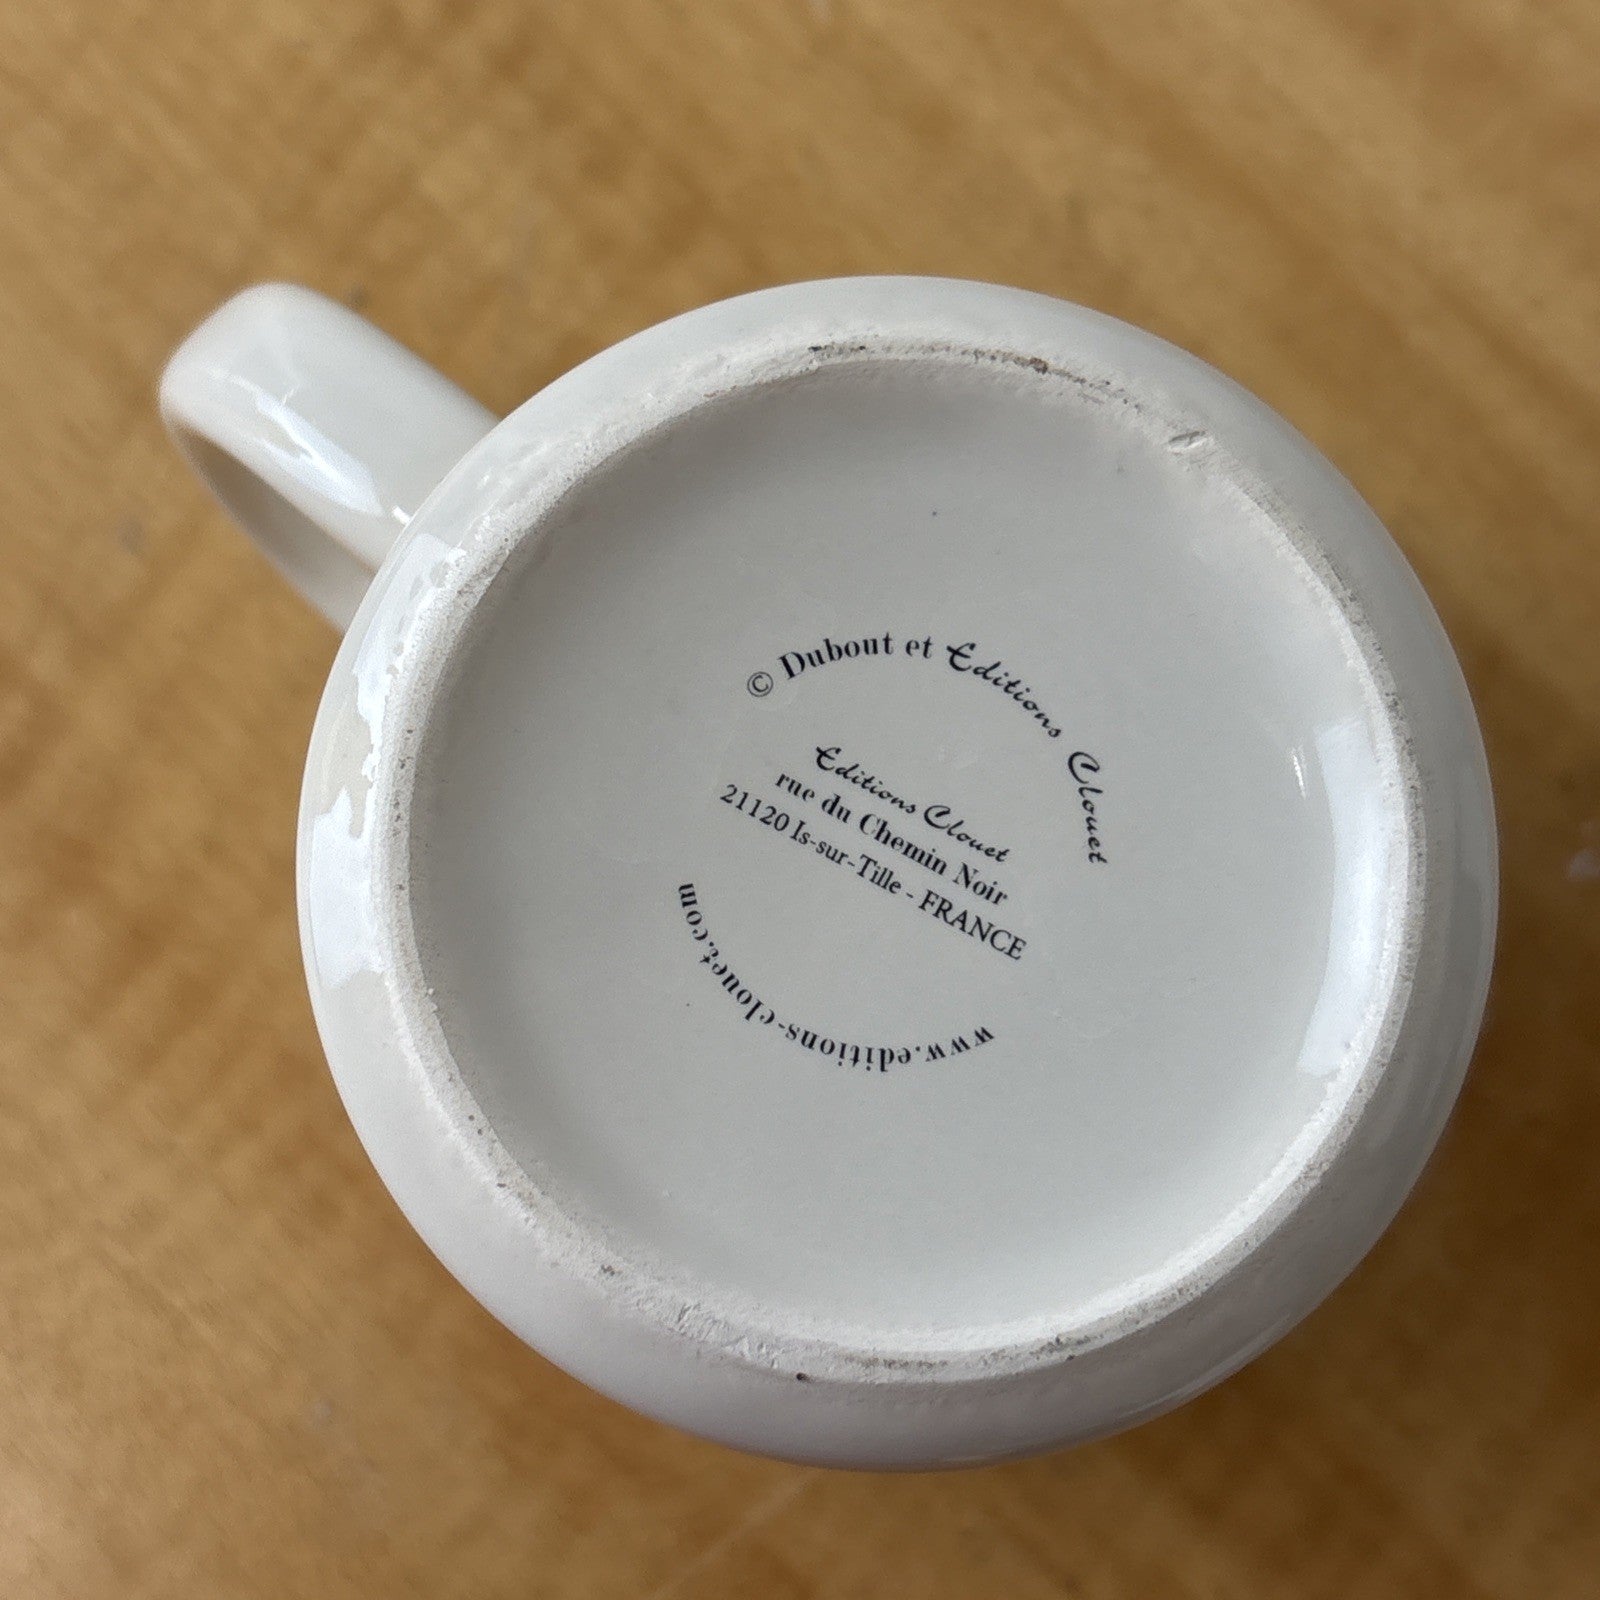 © Dubout et Editions Clouet
Editions Clouet
rue du Chemin Noir
21120 Is-sur-Tille - FRANCE
www.editions-clouet.com